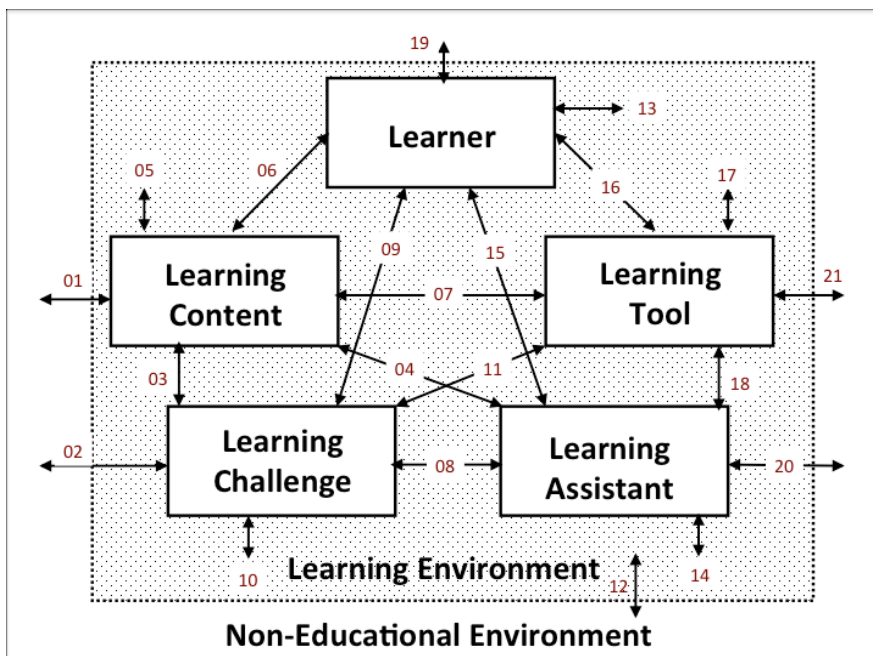 19
Learner
13
05
06
16
17
Learning
Content
09
15
Learning
Tool
01
07
21
03
04
11
18
02
Learning
Challenge
08
Learning
Assistant
20
10
Learning Environment
12
14
Non-Educational Environment